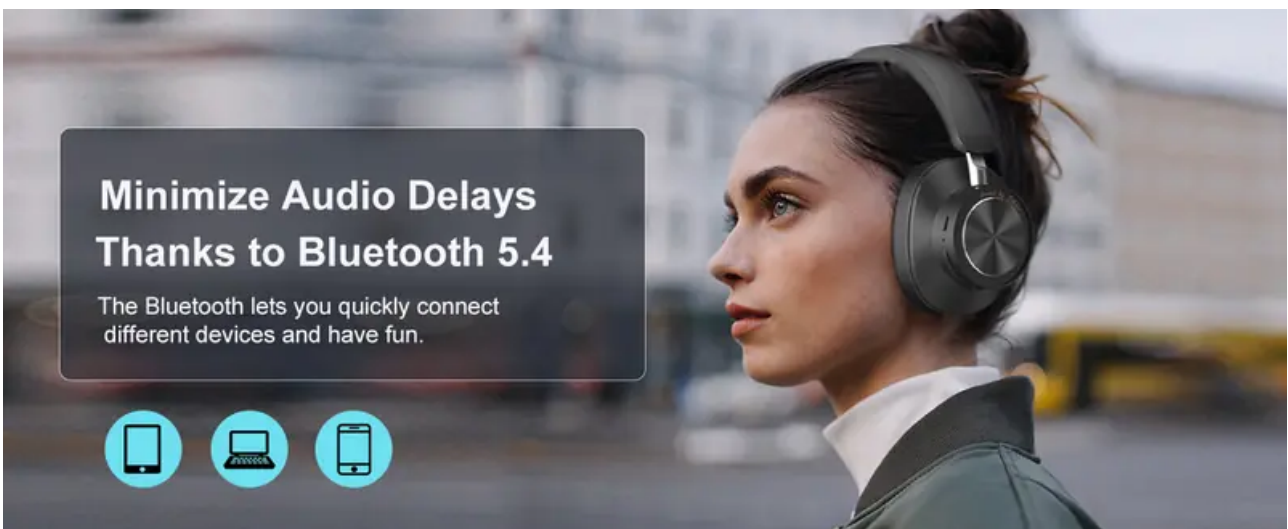 Minimize Audio Delays
Thanks to Bluetooth 5.4
The Bluetooth lets you quickly connect
different devices and have fun.